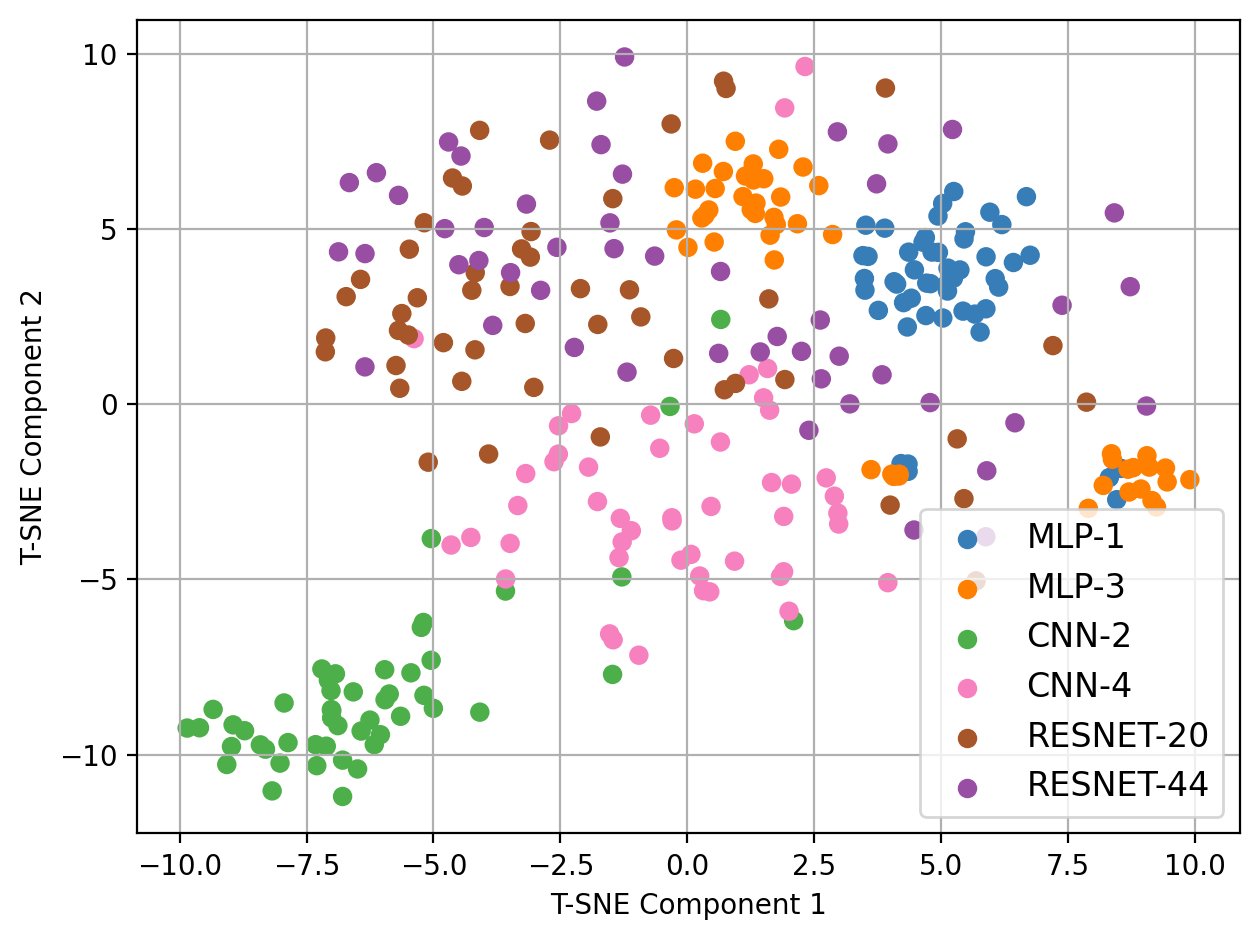 10
5
0
−5
−10
T-SNE Component 2
−10.0 −7.5 −5.0 −2.5 0.0 2.5 5.0 7.5 10.0
T-SNE Component 1
MLP-1
MLP-3
CNN-2
CNN-4
RESNET-20
RESNET-44